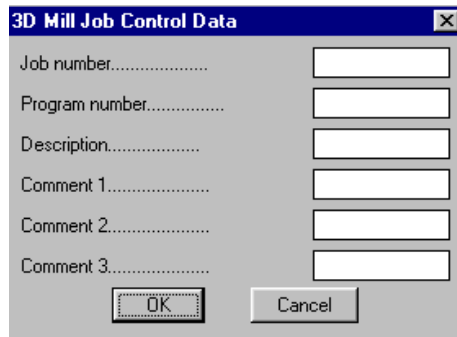 3D Mill Job Control Data
Job number....................
Program number................
Description...................
Comment 1.....................
Comment 2.....................
Comment 3.....................
OK Cancel